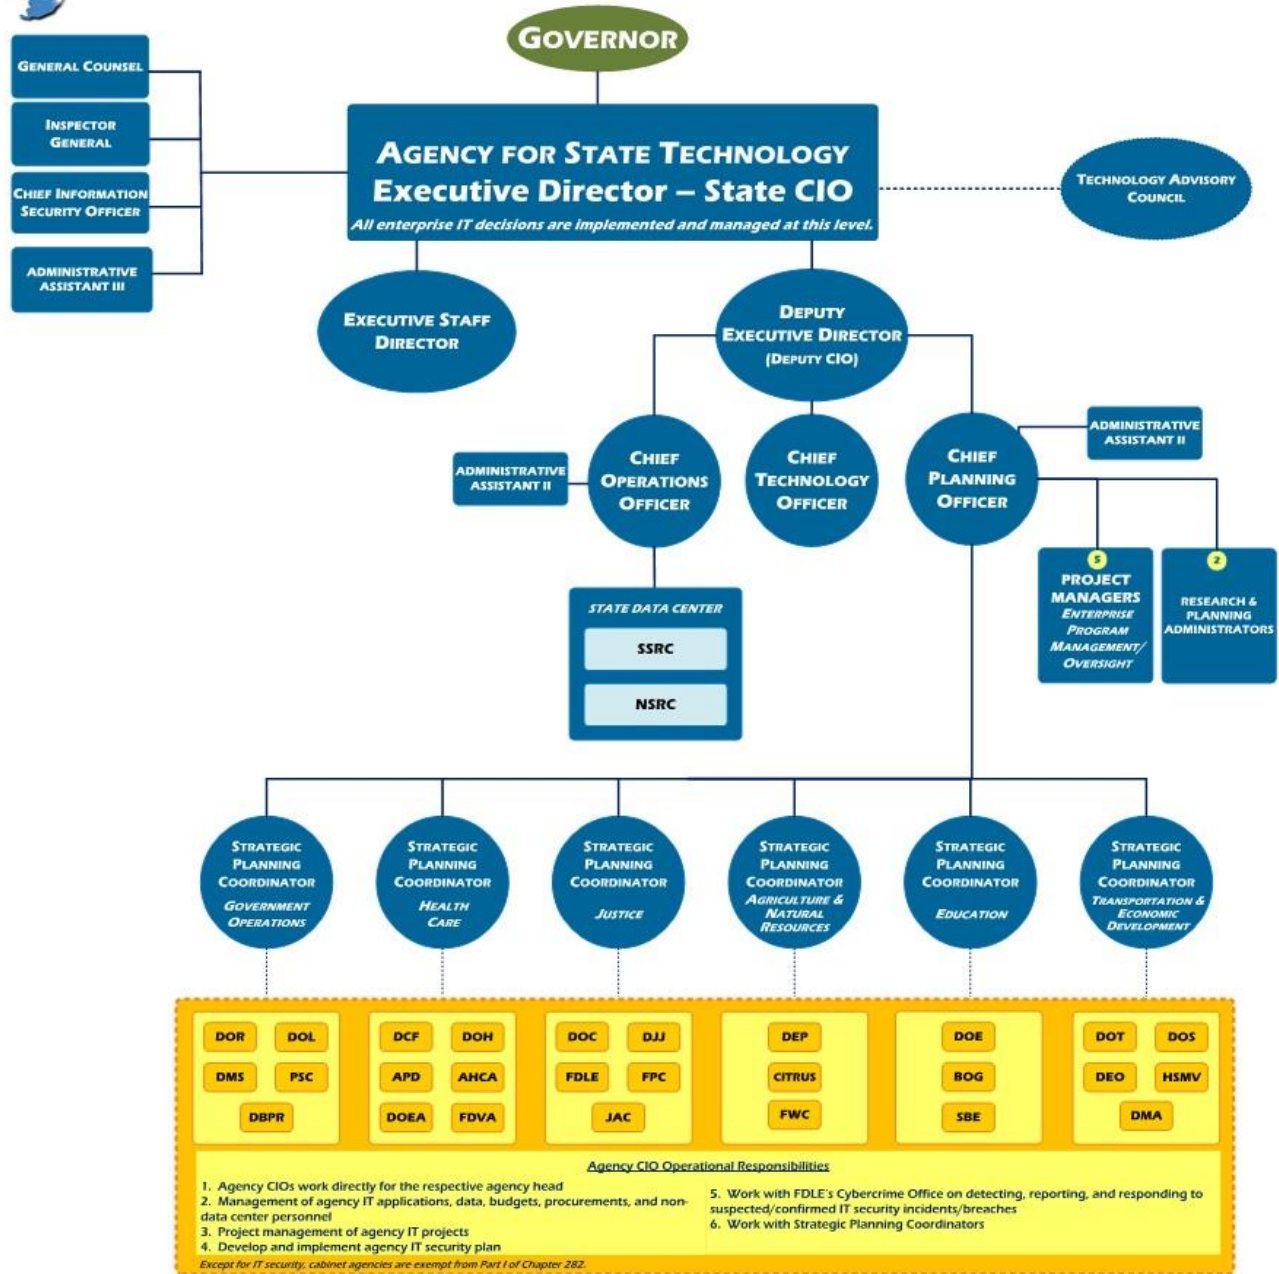 GOVERNOR
GENERAL COUNSEL
INSPECTOR
GENERAL
CHIEF INFORMATION
SECURITY OFFICER
ADMINISTRATIVE
ASSISTANT III
AGENCY FOR STATE TECHNOLOGY
Executive Director – State CIO
All enterprise IT decisions are implemented and managed at this level.
TECHNOLOGY ADVISORY
COUNCIL
EXECUTIVE STAFF
DIRECTOR
DEPUTY
EXECUTIVE DIRECTOR
(DEPUTY CIO)
ADMINISTRATIVE
ASSISTANT II
CHIEF
OPERATIONS
OFFICER
CHIEF
TECHNOLOGY
OFFICER
CHIEF
PLANNING
OFFICER
ADMINISTRATIVE
ASSISTANT II
5
PROJECT
MANAGERS
ENTERPRISE
PROGRAM
MANAGEMENT/
OVERSIGHT
2
RESEARCH &
PLANNING
ADMINISTRATORS
STATE DATA CENTER
SSRC
NSRC
STRATEGIC
PLANNING
COORDINATOR
GOVERNMENT
OPERATIONS
STRATEGIC
PLANNING
COORDINATOR
HEALTH
CARE
STRATEGIC
PLANNING
COORDINATOR
JUSTICE
STRATEGIC
PLANNING
COORDINATOR
AGRICULTURE &
NATURAL
RESOURCES
STRATEGIC
PLANNING
COORDINATOR
EDUCATION
STRATEGIC
PLANNING
COORDINATOR
TRANSPORTATION &
ECONOMIC
DEVELOPMENT
DOR DOL
DMS PSC
DBPR
DCF DOH
APD AHCA
DOEA FDVA
DOC DJJ
FDLE FPC
JAC
DEP
CITRUS
FWC
DOE
BOG
SBE
DOT DOS
DEO HSMV
DMA
Agency CIO Operational Responsibilities
1. Agency CIOs work directly for the respective agency head
2. Management of agency IT applications, data, budgets, procurements, and non-
data center personnel
3. Project management of agency IT projects
4. Develop and implement agency IT security plan
5. Work with FDLE's Cybercrime Office on detecting, reporting, and responding to
suspected/confirmed IT security incidents/breaches
6. Work with Strategic Planning Coordinators
Except for IT security, cabinet agencies are exempt from Part I of Chapter 282.